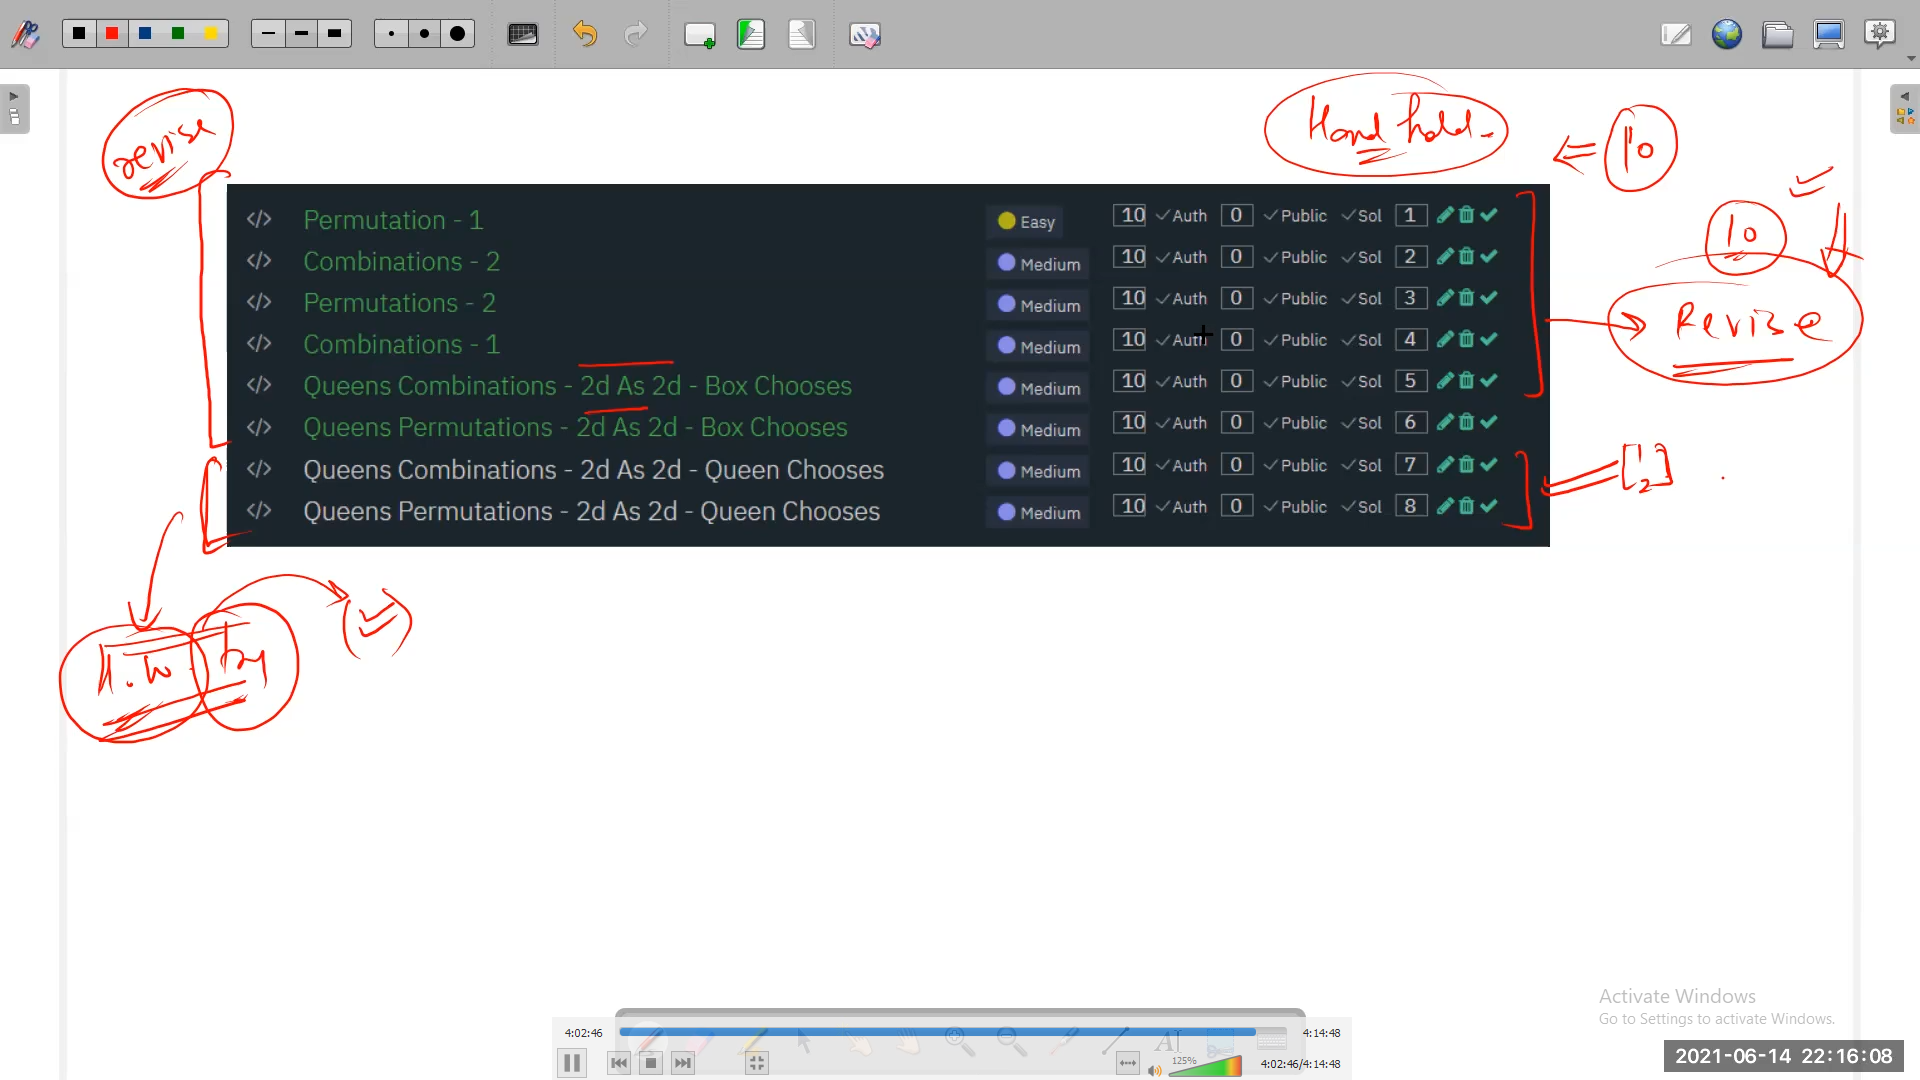 revise
Hand hold.
10
10
Revise
</> Permutation - 1 Easy 10 Auth 0 Public Sol 1
</> Combinations - 2 Medium 10 Auth 0 Public Sol 2
</> Permutations - 2 Medium 10 Auth 0 Public Sol 3
</> Combinations - 1 Medium 10 Auth 0 Public Sol 4
</> Queens Combinations - 2d As 2d - Box Chooses Medium 10 Auth 0 Public Sol 5
</> Queens Permutations - 2d As 2d - Box Chooses Medium 10 Auth 0 Public Sol 6
</> Queens Combinations - 2d As 2d - Queen Chooses Medium 10 Auth 0 Public Sol 7
</> Queens Permutations - 2d As 2d - Queen Chooses Medium 10 Auth 0 Public Sol 8
1
2
H.W. try
Activate Windows
Go to Settings to activate Windows.
4:02:46 4:14:48
125% 4:02:46/4:14:48
2021-06-14 22:16:08